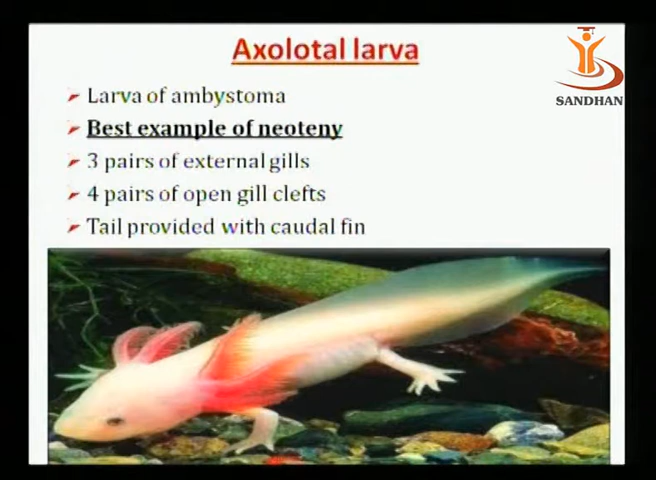 Axolotal larva
SANDHAN
Larva of ambystoma
Best example of neoteny
3 pairs of external gills
4 pairs of open gill clefts
Tail provided with caudal fin